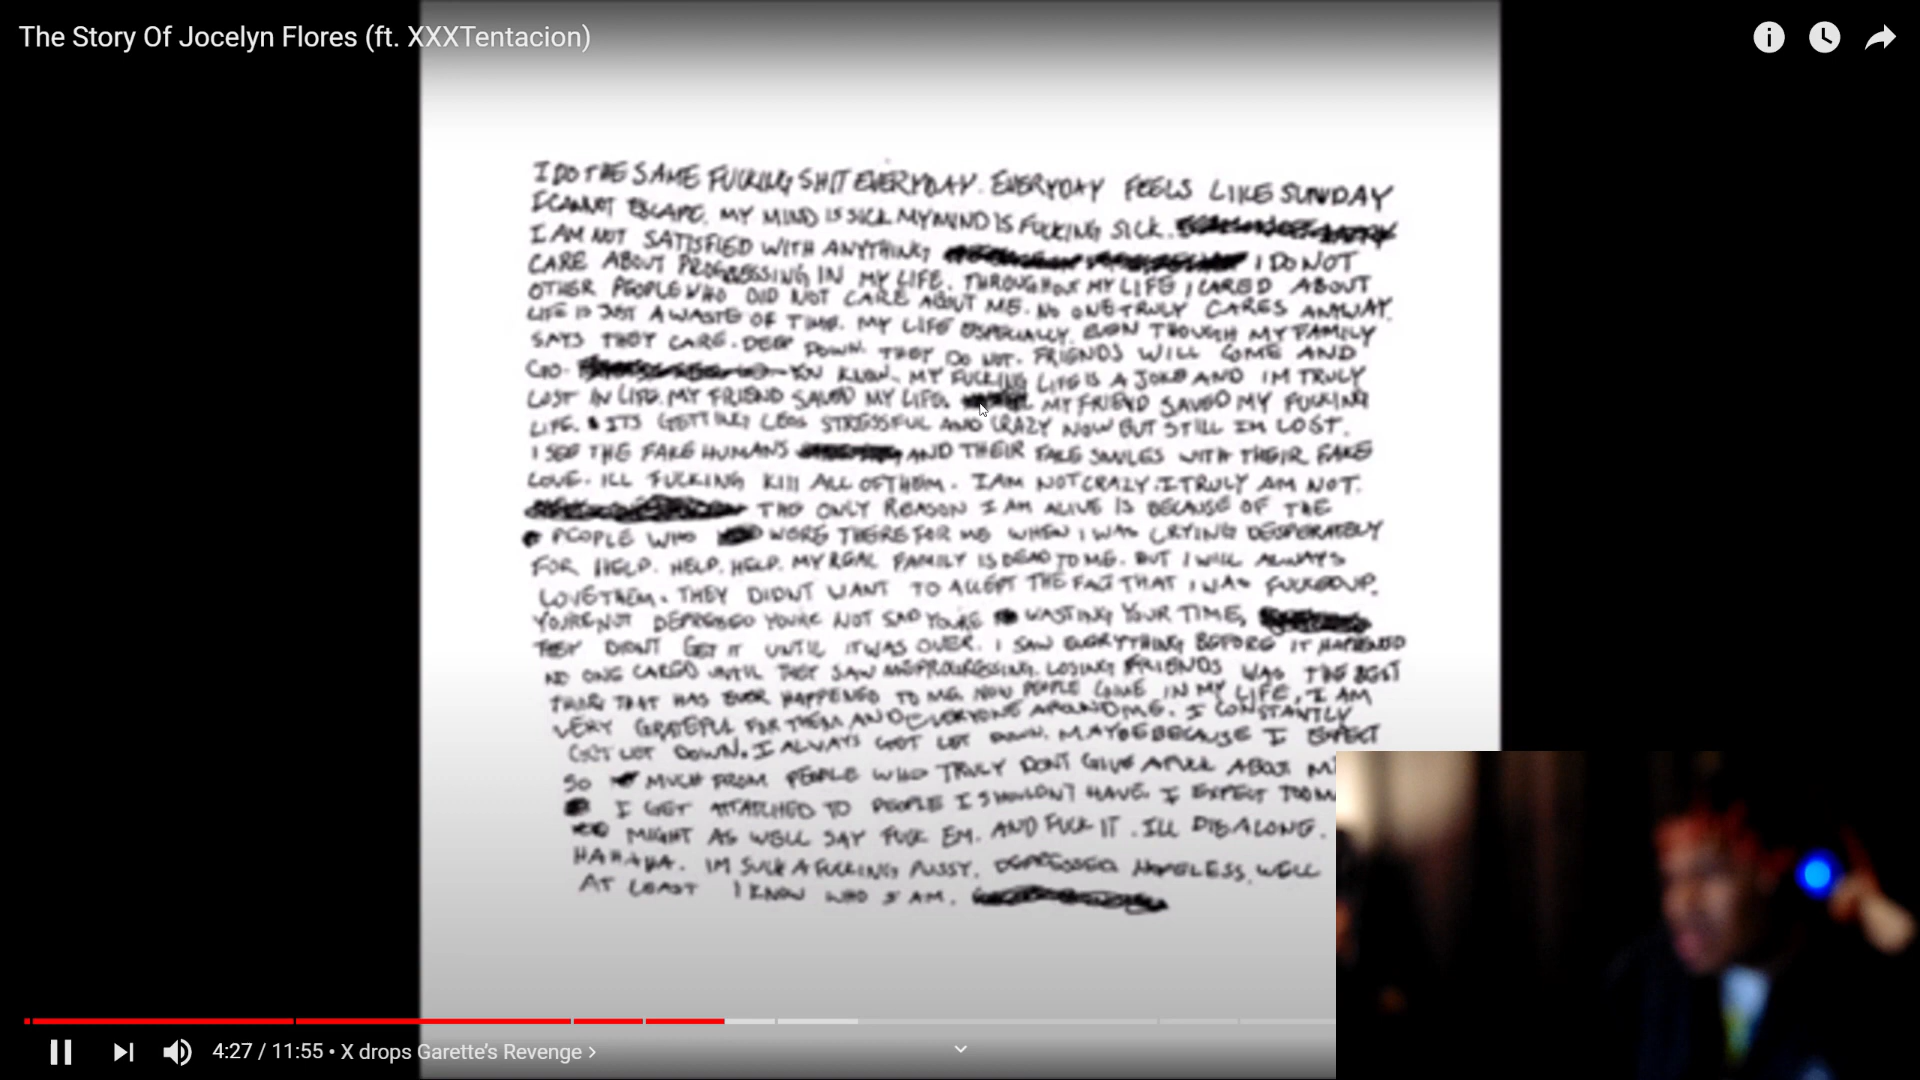 The Story Of Jocelyn Flores (ft. XXXTentacion)
I DO THE SAME FUCKING SHIT EVERYDAY. EVERYDAY FEELS LIKE SUNDAY
I CANNOT ESCAPE. MY MIND IS SICK MY MIND IS FUCKING SICK.
I AM NOT SATISFIED WITH ANYTHING I DO NOT
CARE ABOUT PROGRESSING IN MY LIFE. THROUGHOUT MY LIFE I CARED ABOUT
OTHER PEOPLE WHO DID NOT CARE ABOUT ME. NO ONE TRULY CARES ANYWAY.
LIFE IS JUST A WASTE OF TIME. MY LIFE ESPECIALLY. EVEN THOUGH MY FAMILY
SAYS THEY CARE. DEEP DOWN. THEY DO NOT. FRIENDS WILL COME AND
GO. YOU KNOW. MY FUCKING LIFE IS A JOKE AND IM TRULY
LOST IN LIFE. MY FRIEND SAVED MY LIFE. MY FRIEND SAVED MY FUCKING
LIFE. ITS GETTING LESS STRESSFUL AND CRAZY NOW BUT STILL IM LOST.
I SEE THE FAKE HUMANS AND THEIR FAKE SMILES WITH THEIR FAKE
LOVE. ILL FUCKING KILL ALL OF THEM. I AM NOT CRAZY. I TRULY AM NOT.
THE ONLY REASON I AM ALIVE IS BECAUSE OF THE
PEOPLE WHO WERE THERE FOR ME WHEN I WAS CRYING DESPERATELY
FOR HELP. HELP. HELP. MY REAL FAMILY IS DEAD TO ME. BUT I WILL ALWAYS
LOVE THEM. THEY DIDNT WANT TO ACCEPT THE FACT THAT I WAS FUCKED UP.
YOURE NOT DEPRESSED YOURE NOT SAD YOURE WASTING YOUR TIME,
THEY DIDNT GET IT UNTIL IT WAS OVER. I SAW EVERYTHING BEFORE IT HAPPENED
NO ONE CARED UNTIL THEY SAW ME PROGRESSING. LOSING FRIENDS WAS THE BEST
THING THAT HAS EVER HAPPENED TO ME. NOW PEOPLE COME IN MY LIFE, I AM
VERY GRATEFUL FOR THEM AND EVERYONE AROUND ME. I CONSTANTLY
GET LET DOWN. I ALWAYS GET LET DOWN. MAYBE BECAUSE I EXPECT
SO MUCH FROM PEOPLE WHO TRULY DONT GIVE A FUCK ABOUT
I GET ATTACHED TO PEOPLE I SHOULDN'T HAVE. I EXPECT TOO
MIGHT AS WELL SAY FUCK EM. AND FUCK IT. ILL DIE ALONE.
HAHAHA. IM SUCH A FUCKING PUSSY. DEPRESSED, HOPELESS. WELL
AT LEAST I KNOW WHO I AM.
4:27 / 11:55 • X drops Garette's Revenge >